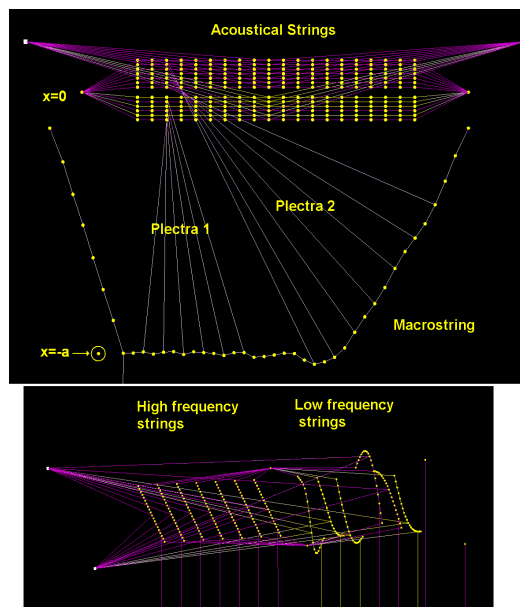 Acoustical Strings
x=0
Plectra 1
Plectra 2
Macrostring
x=-a
High frequency
strings
Low frequency
strings